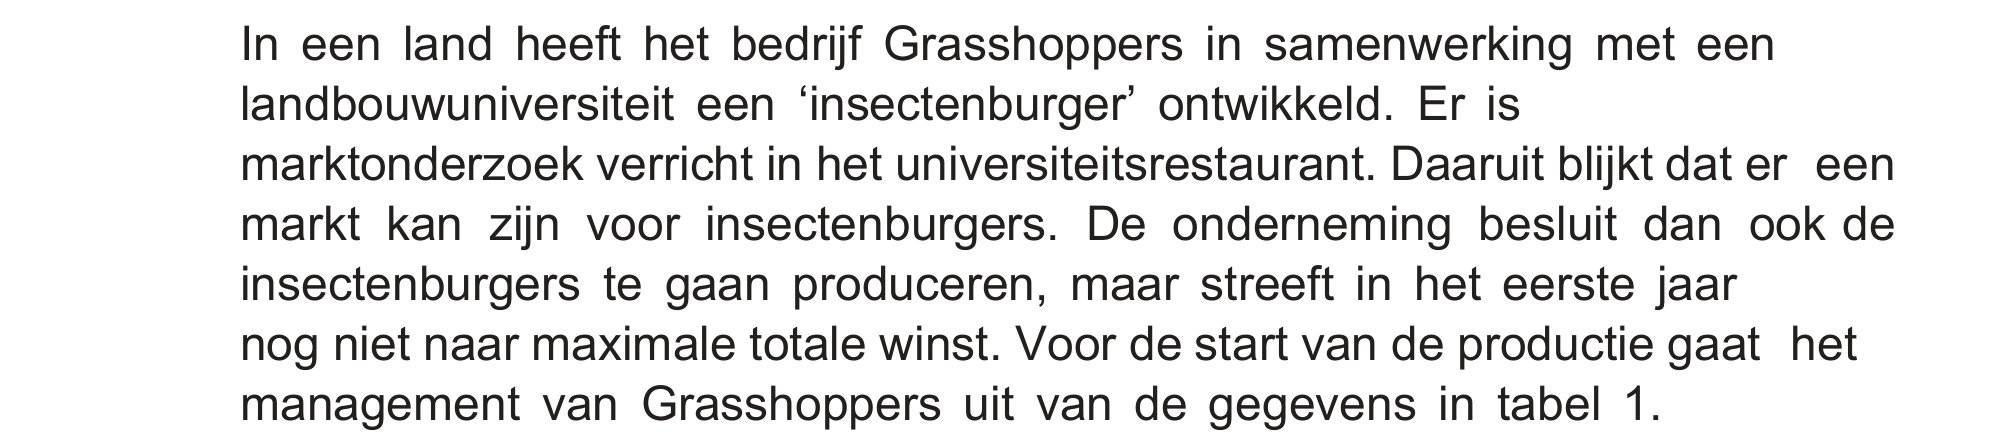 In een land heeft het bedrijf Grasshoppers in samenwerking met een
landbouwuniversiteit een ‘insectenburger’ ontwikkeld. Er is
marktonderzoek verricht in het universiteitsrestaurant. Daaruit blijkt dat er een
markt kan zijn voor insectenburgers. De onderneming besluit dan ook de
insectenburgers te gaan produceren, maar streeft in het eerste jaar
nog niet naar maximale totale winst. Voor de start van de productie gaat het
management van Grasshoppers uit van de gegevens in tabel 1.